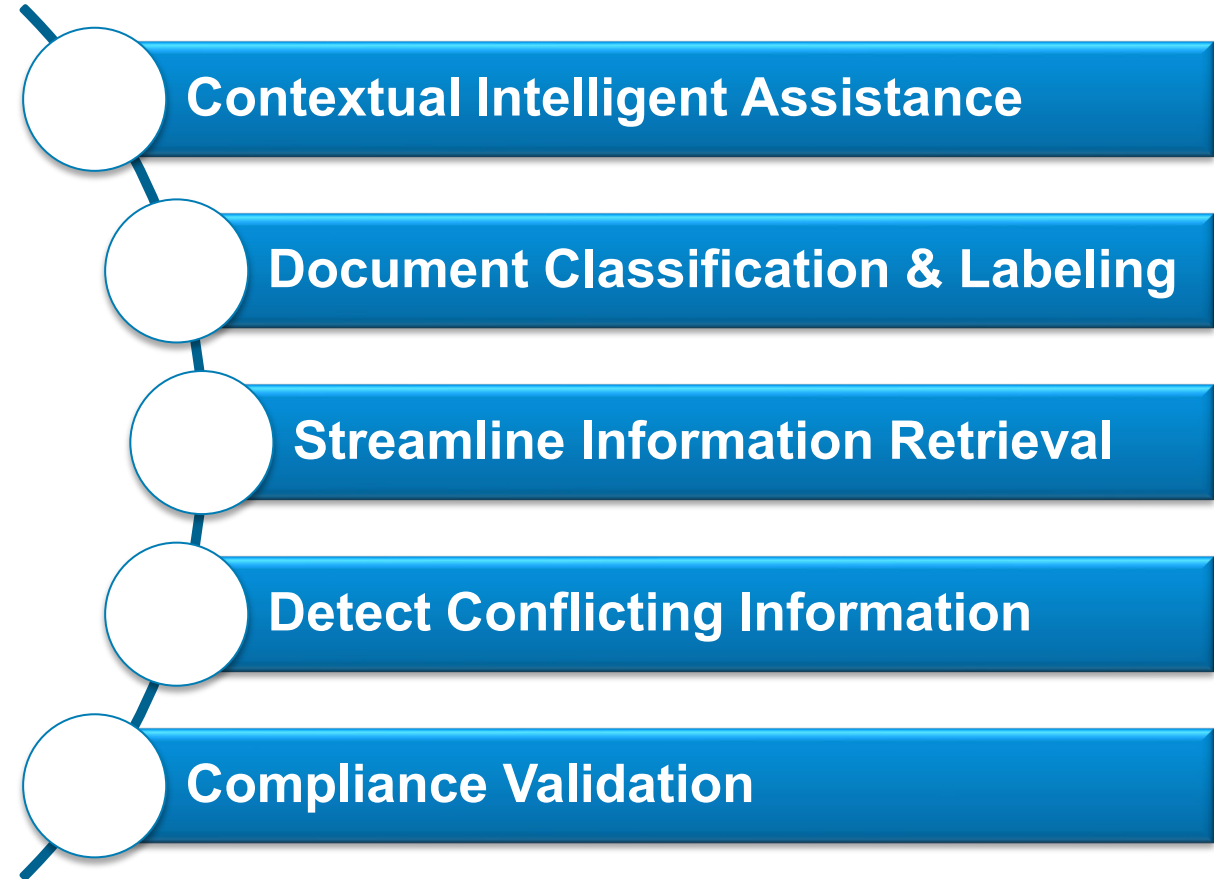 Contextual Intelligent Assistance
Document Classification & Labeling
Streamline Information Retrieval
Detect Conflicting Information
Compliance Validation